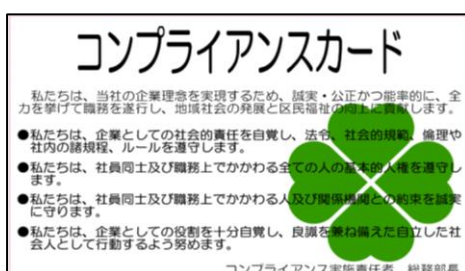 コンプライアンスカード
私たちは、当社の企業理念を実現するため、誠実・公正かつ能率的に、全
力を挙げて職務を遂行し、地域社会の発展と区民福祉の向上に貢献します。
●私たちは、企業としての社会的責任を自覚し、法令、社会的規範、倫理や
社内の諸規程、ルールを遵守します。
●私たちは、社員同士及び職務上でかかわる全ての人の基本的人権を遵守し
ます。
●私たちは、社員同士及び職務上でかかわる人及び関係機関との約束を誠実
に守ります。
●私たちは、企業としての役割を十分自覚し、良識を兼ね備えた自立した社
会人として行動するよう努めます。
コンプライアンス実施責任者　総務部長